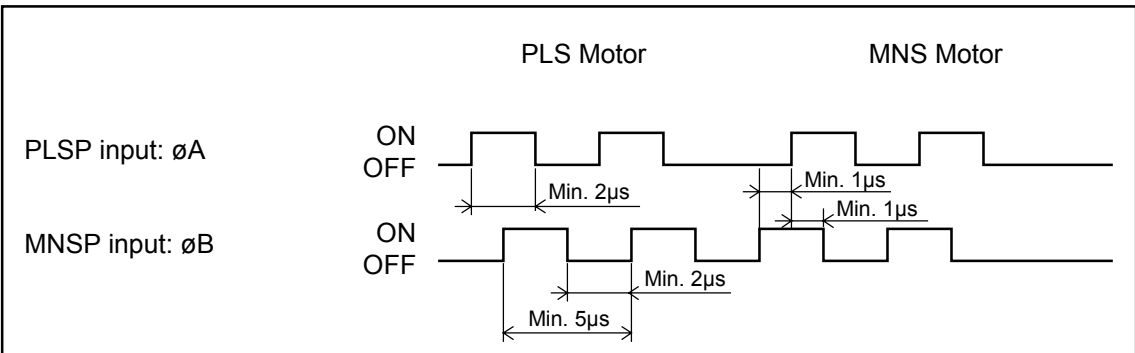 PLS Motor MNS Motor
PLSP input: øA
ON
OFF
Min. 2µs
Min. 1µs
Min. 1µs
MNSP input: øB
ON
OFF
Min. 2µs
Min. 5µs